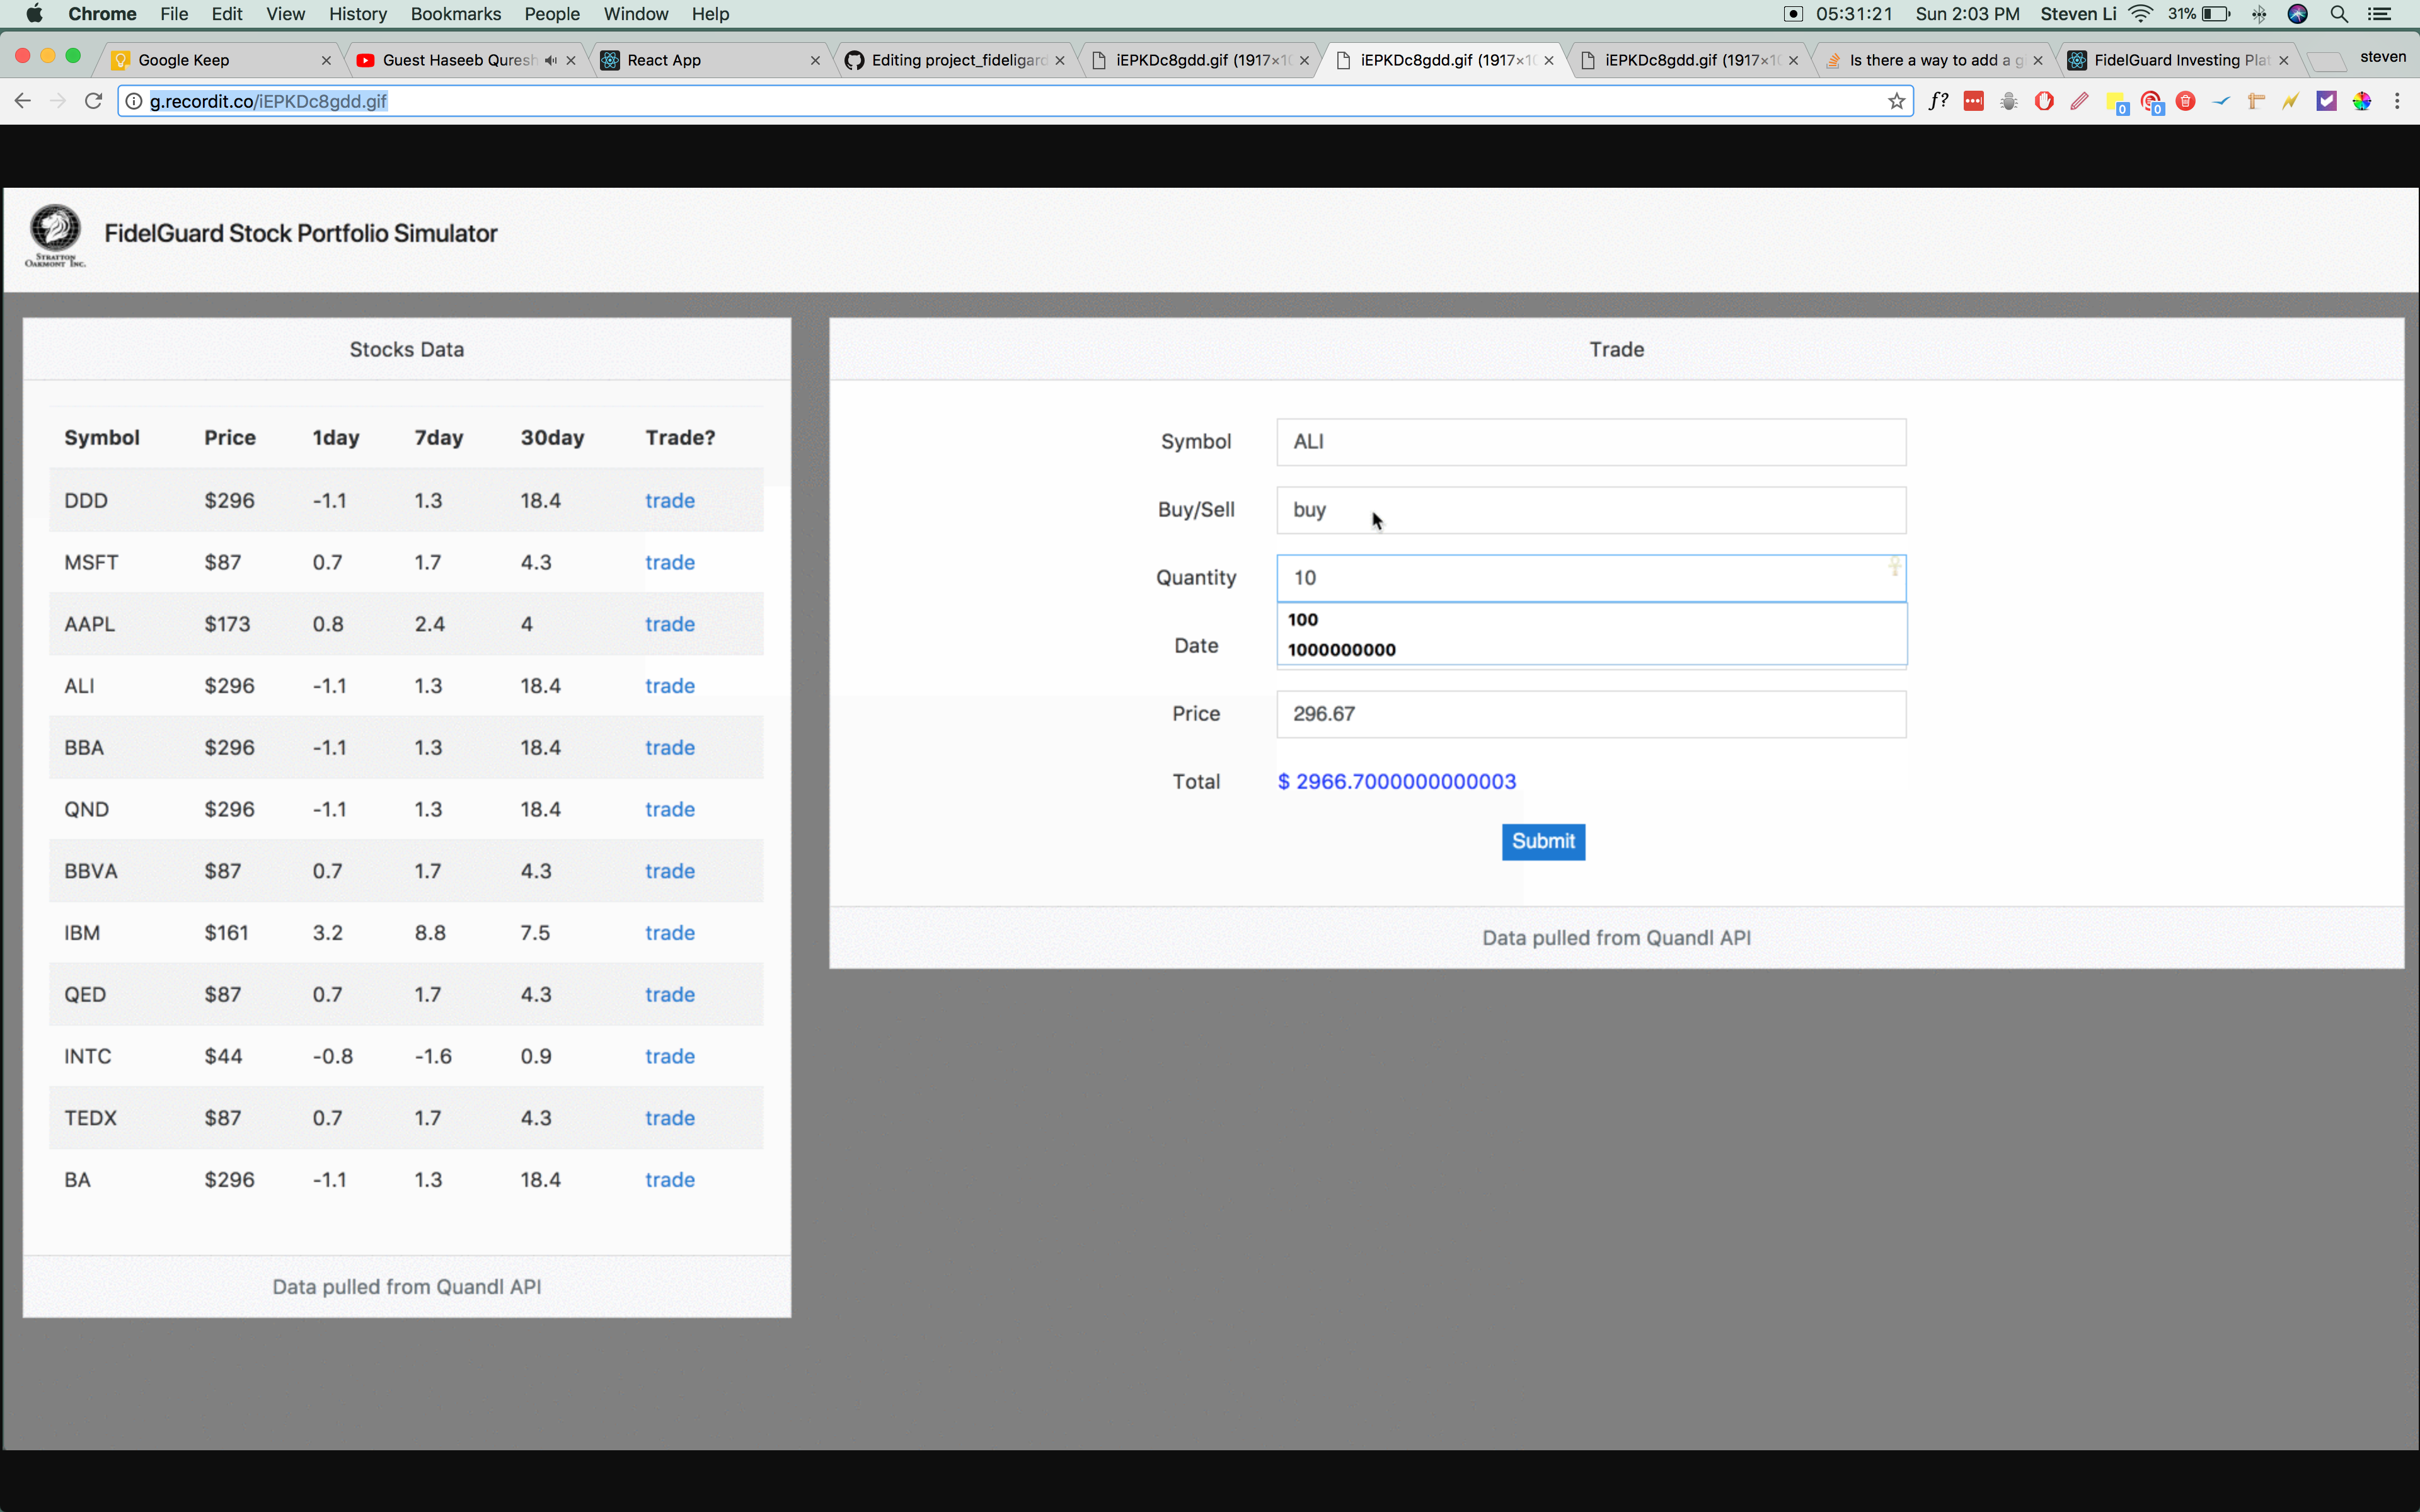 Chrome File Edit View History Bookmarks People Window Help 05:31:21 Sun 2:03 PM Steven Li 31%
Google Keep Guest Haseeb Quresh React App Editing project_fideligard iEPKDc8gdd.gif (1917×10 iEPKDc8gdd.gif (1917×10 iEPKDc8gdd.gif (1917×10 Is there a way to add a gi FidelGuard Investing Plat steven
g.recordit.co/iEPKDc8gdd.gif f? 0 0
FidelGuard Stock Portfolio Simulator
STRATTON
OAKMONT INC.
Stocks Data
Symbol Price 1day 7day 30day Trade?
DDD $296 -1.1 1.3 18.4 trade
MSFT $87 0.7 1.7 4.3 trade
AAPL $173 0.8 2.4 4 trade
ALI $296 -1.1 1.3 18.4 trade
BBA $296 -1.1 1.3 18.4 trade
QND $296 -1.1 1.3 18.4 trade
BBVA $87 0.7 1.7 4.3 trade
IBM $161 3.2 8.8 7.5 trade
QED $87 0.7 1.7 4.3 trade
INTC $44 -0.8 -1.6 0.9 trade
TEDX $87 0.7 1.7 4.3 trade
BA $296 -1.1 1.3 18.4 trade
Data pulled from Quandl API
Trade
Symbol ALI
Buy/Sell buy
Quantity 10
100
Date
1000000000
Price 296.67
Total $ 2966.7000000000003
Submit
Data pulled from Quandl API